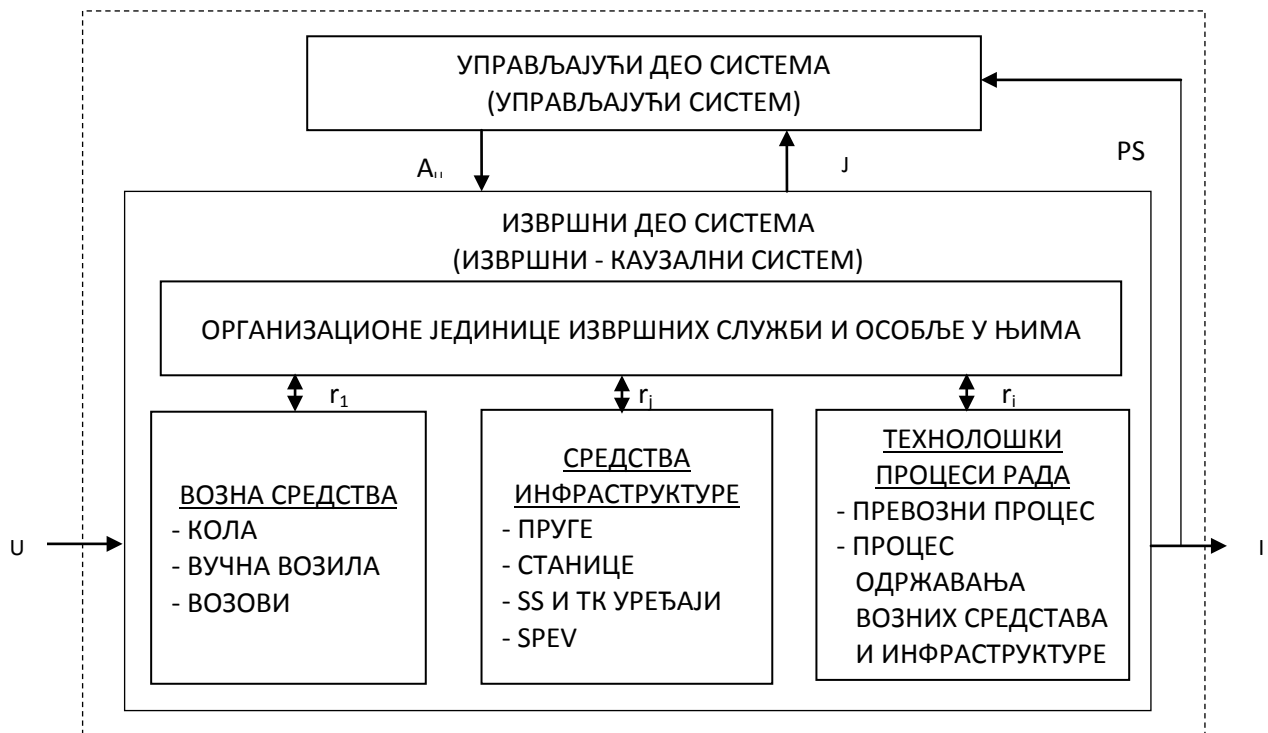 УПРАВЉАЈУЋИ ДЕО СИСТЕМА
(УПРАВЉАЈУЋИ СИСТЕМ)
PS
J
ИЗВРШНИ ДЕО СИСТЕМА
(ИЗВРШНИ - КАУЗАЛНИ СИСТЕМ)
ОРГАНИЗАЦИОНЕ ЈЕДИНИЦЕ ИЗВРШНИХ СЛУЖБИ И ОСОБЉЕ У ЊИМА
r₁
rⱼ
rᵢ
ВОЗНА СРЕДСТВА
- КОЛА
- ВУЧНА ВОЗИЛА
- ВОЗОВИ
СРЕДСТВА
ИНФРАСТРУКТУРЕ
- ПРУГЕ
- СТАНИЦЕ
- SS И ТК УРЕЂАЈИ
- SPEV
ТЕХНОЛОШКИ
ПРОЦЕСИ РАДА
- ПРЕВОЗНИ ПРОЦЕС
- ПРОЦЕС
ОДРЖАВАЊА
ВОЗНИХ СРЕДСТАВА
И ИНФРАСТРУКТУРЕ
U
I